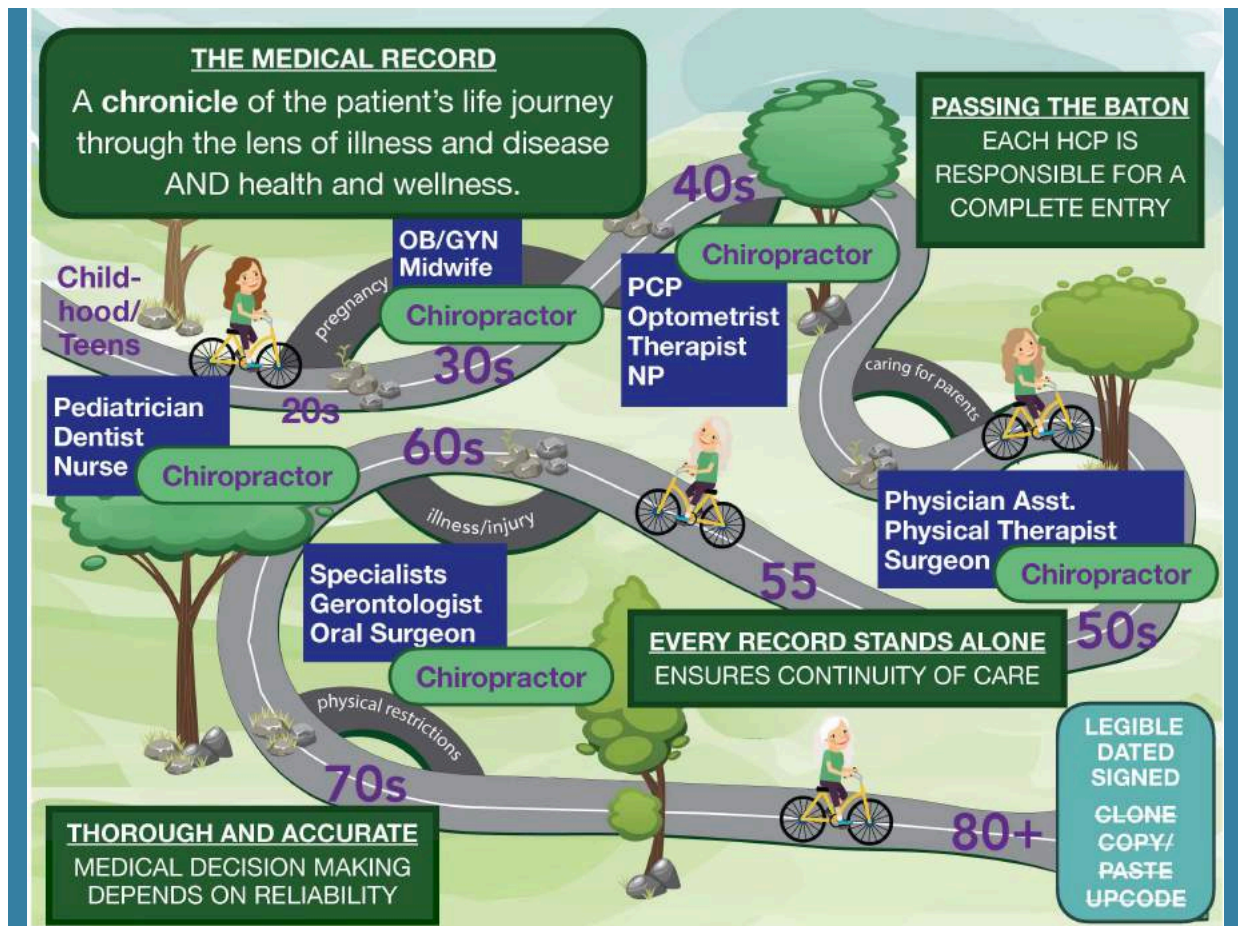 THE MEDICAL RECORD
A chronicle of the patient's life journey
through the lens of illness and disease
AND health and wellness.
PASSING THE BATON
EACH HCP IS
RESPONSIBLE FOR A
COMPLETE ENTRY
Child-
hood/
Teens
Pediatrician
Dentist
Nurse
Chiropractor
20s
pregnancy
OB/GYN
Midwife
Chiropractor
30s
40s
Chiropractor
PCP
Optometrist
Therapist
NP
caring for parents
Physician Asst.
Physical Therapist
Surgeon
Chiropractor
50s
55
EVERY RECORD STANDS ALONE
ENSURES CONTINUITY OF CARE
60s
illness/injury
Specialists
Gerontologist
Oral Surgeon
Chiropractor
physical restrictions
70s
80+
THOROUGH AND ACCURATE
MEDICAL DECISION MAKING
DEPENDS ON RELIABILITY
LEGIBLE
DATED
SIGNED
CLONE
COPY/
PASTE
UPCODE